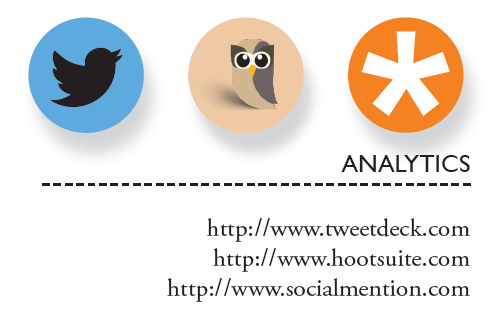 ANALYTICS
http://www.tweetdeck.com
http://www.hootsuite.com
http://www.socialmention.com